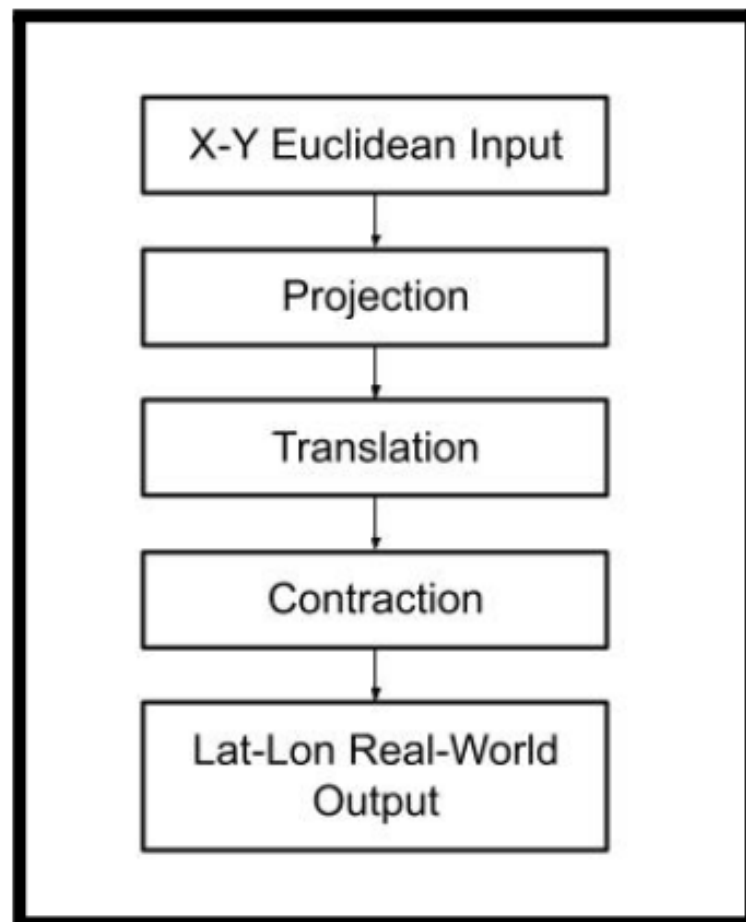 X-Y Euclidean Input
Projection
Translation
Contraction
Lat-Lon Real-World
Output